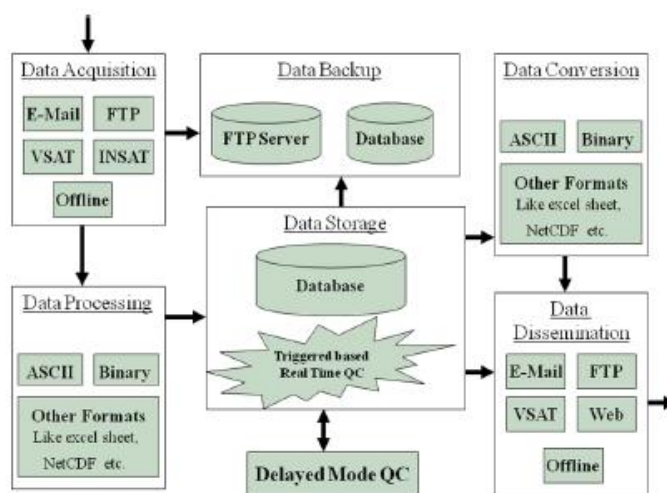 Data Acquisition
E-Mail
FTP
VSAT
INSAT
Offline
Data Backup
FTP Server
Database
Data Conversion
ASCII
Binary
Other Formats
Like excel sheet,
NetCDF etc.
Data Storage
Database
Triggered based
Real Time QC
Data Processing
ASCII
Binary
Other Formats
Like excel sheet,
NetCDF etc.
Data
Dissemination
E-Mail
FTP
VSAT
Web
Offline
Delayed Mode QC